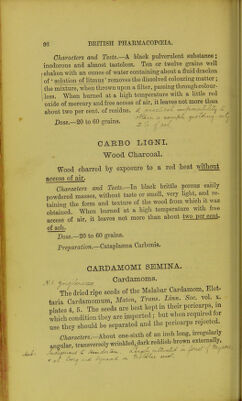 96 BRITISH PHARMACOPŒIA.
Characters and Tests.—A black pulverulent substance;
inodorous and almost tasteless. Ten or twelve grains well
shaken with an ounce of water containing about a fluid drachm
of 'solution of litmus' removes the dissolved colouring matter;
the mixture, when thrown upon a filter, passing through colour-
less. When burned at a high temperature with a little red
oxide of mercury and free access of air, it leaves not more than
about two per cent. of residue.
Dose.—20 to 60 grains.
CARBO LIGNI.
Wood Charcoal.
Wood charred by exposure to a red heat without
access of air.
Characters and Tests.—In black brittle porous easily
powdered masses, without taste or smell, very light, and re-
taining the form and texture of the wood from which it was
obtained. When burned at a high temperature with free
access of air, it leaves not more than about two per cent.
of ash.
Dose.—20 to 60 grains.
Preparation.—Cataplasma Carbonis.
CARDAMOMI SEMINA.
Cardamoms.
The dried ripe seeds of the Malabar Cardamom, Elet-
taria Cardamomum, Maton, Trans. Linn. Soc. vol. x.
plates 4, 5. The seeds are best kept in their pericarps, in
which condition they are imported; but when required for
use they should be separated and the pericarps rejected.
Characters.—About one-sixth of an inch long, irregularly
angular, transversely wrinkled, dark reddish brown externally,